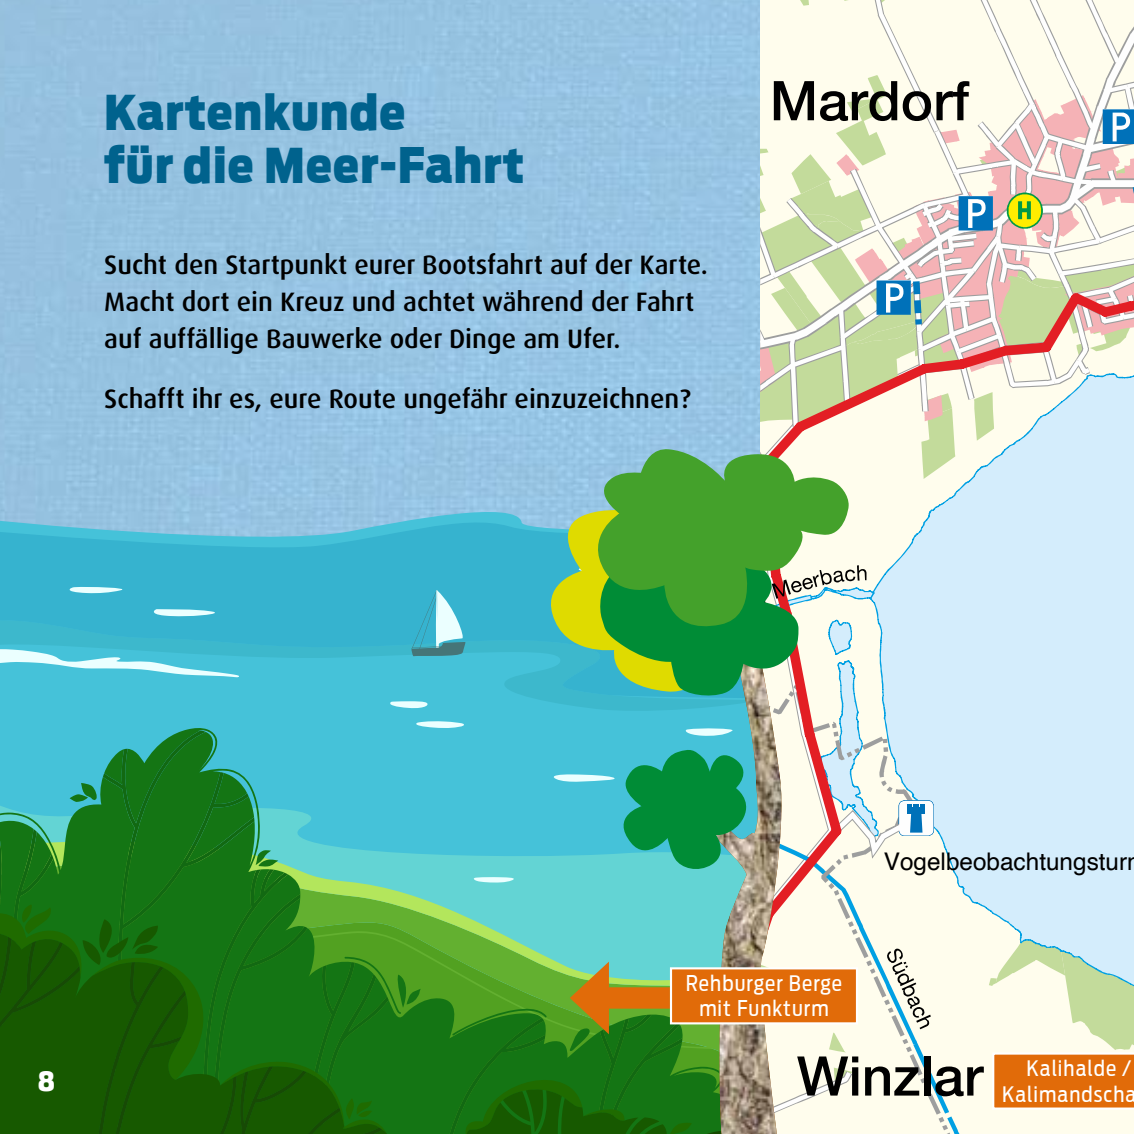 Kartenkunde
für die Meer-Fahrt
Sucht den Startpunkt eurer Bootsfahrt auf der Karte.
Macht dort ein Kreuz und achtet während der Fahrt
auf auffällige Bauwerke oder Dinge am Ufer.
Schafft ihr es, eure Route ungefähr einzuzeichnen?
Mardorf
P
P
H
P
Meerbach
Vogelbeobachtungstur
Südbach
Rehburger Berge
mit Funkturm
Winzlar
Kalihalde /
Kalimandscha
8